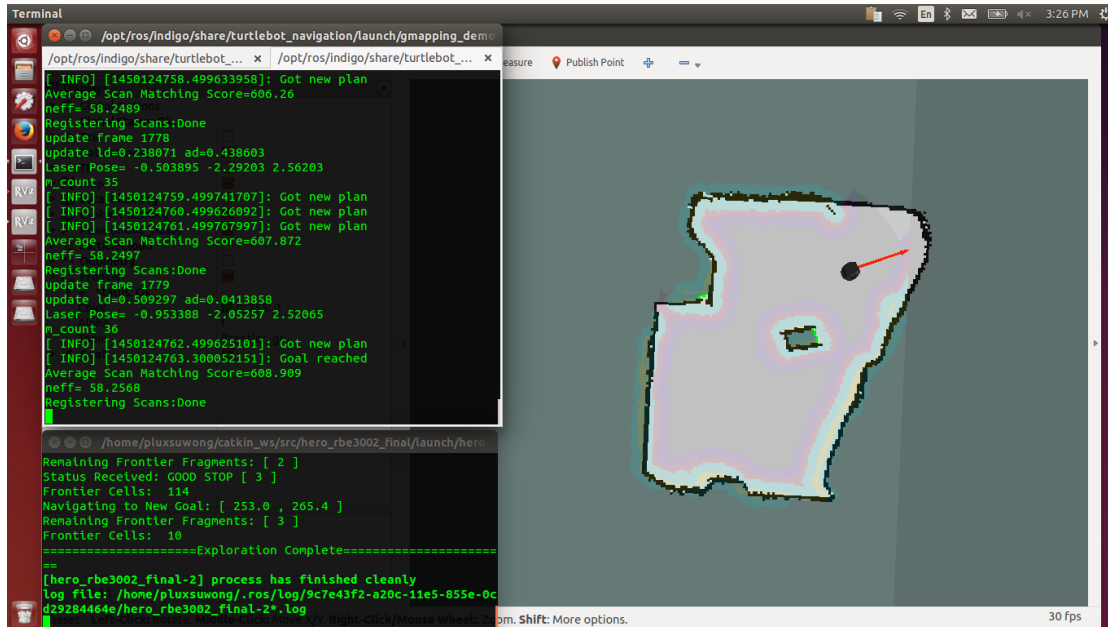 Terminal
En
3:26 PM
/opt/ros/indigo/share/turtlebot_navigation/launch/gmapping_demo
/opt/ros/indigo/share/turtlebot_... × /opt/ros/indigo/share/turtlebot_... ×
easure Publish Point
[ INFO] [1450124758.499633958]: Got new plan
Average Scan Matching Score=606.26
neff= 58.2489
Registering Scans:Done
update frame 1778
update ld=0.238071 ad=0.438603
Laser Pose= -0.503895 -2.29203 2.56203
m_count 35
[ INFO] [1450124759.499741707]: Got new plan
[ INFO] [1450124760.499626092]: Got new plan
[ INFO] [1450124761.499767997]: Got new plan
Average Scan Matching Score=607.872
neff= 58.2497
Registering Scans:Done
update frame 1779
update ld=0.509297 ad=0.0413858
Laser Pose= -0.953388 -2.05257 2.52065
m_count 36
[ INFO] [1450124762.499625101]: Got new plan
[ INFO] [1450124763.300052151]: Goal reached
Average Scan Matching Score=608.909
neff= 58.2568
Registering Scans:Done
/home/pluxsuwong/catkin_ws/src/hero_rbe3002_final/launch/hero
Remaining Frontier Fragments: [ 2 ]
Status Received: GOOD STOP [ 3 ]
Frontier Cells:  114
Navigating to New Goal: [ 253.0 , 265.4 ]
Remaining Frontier Fragments: [ 3 ]
Frontier Cells:  10
=====================Exploration Complete=====================
==
[hero_rbe3002_final-2] process has finished cleanly
log file: /home/pluxsuwong/.ros/log/9c7e43f2-a20c-11e5-855e-0c
d29284464e/hero_rbe3002_final-2*.log
Left-Click: Rotate. Middle-Click: Move X/Y. Right-Click/Mouse Wheel: Zoom. Shift: More options.
30 fps
RViz
RViz